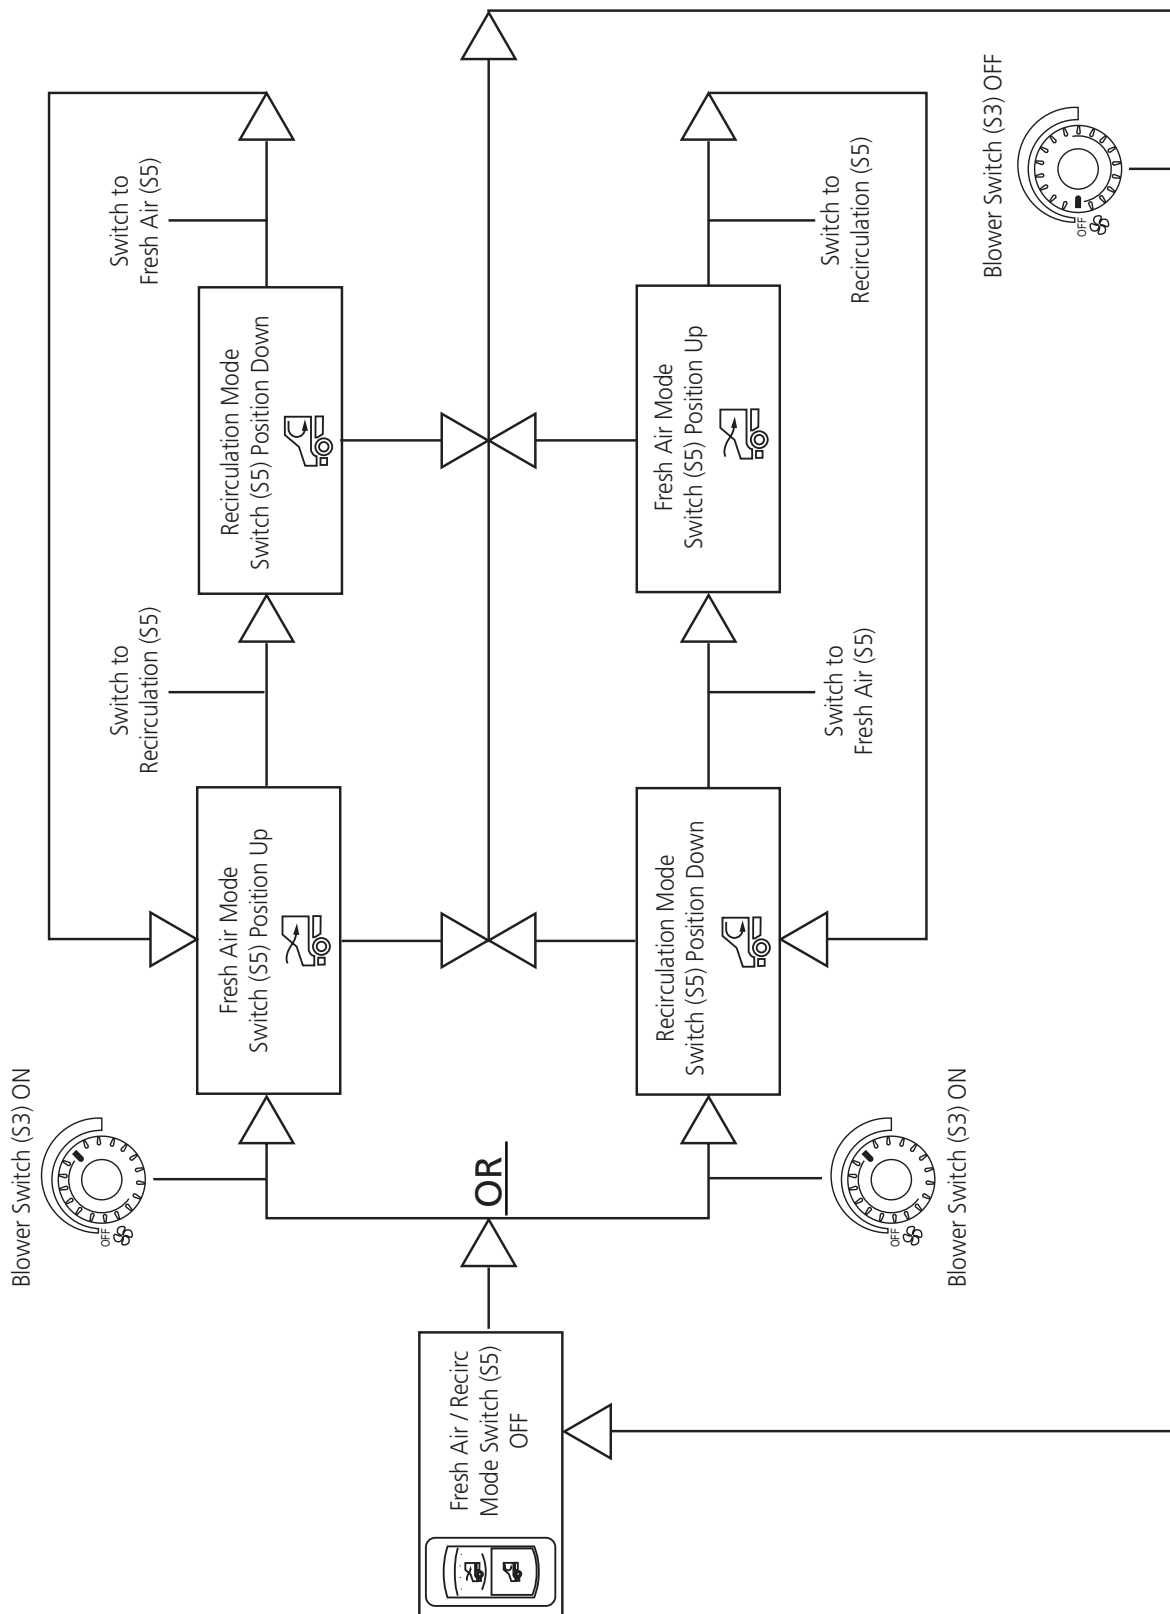 Fresh Air / Recirc
Mode Switch (S5)
OFF
OR
Blower Switch (S3) ON
OFF
Fresh Air Mode
Switch (S5) Position Up
Switch to
Recirculation (S5)
Recirculation Mode
Switch (S5) Position Down
Switch to
Fresh Air (S5)
Blower Switch (S3) ON
OFF
Recirculation Mode
Switch (S5) Position Down
Switch to
Fresh Air (S5)
Fresh Air Mode
Switch (S5) Position Up
Switch to
Recirculation (S5)
Blower Switch (S3) OFF
OFF